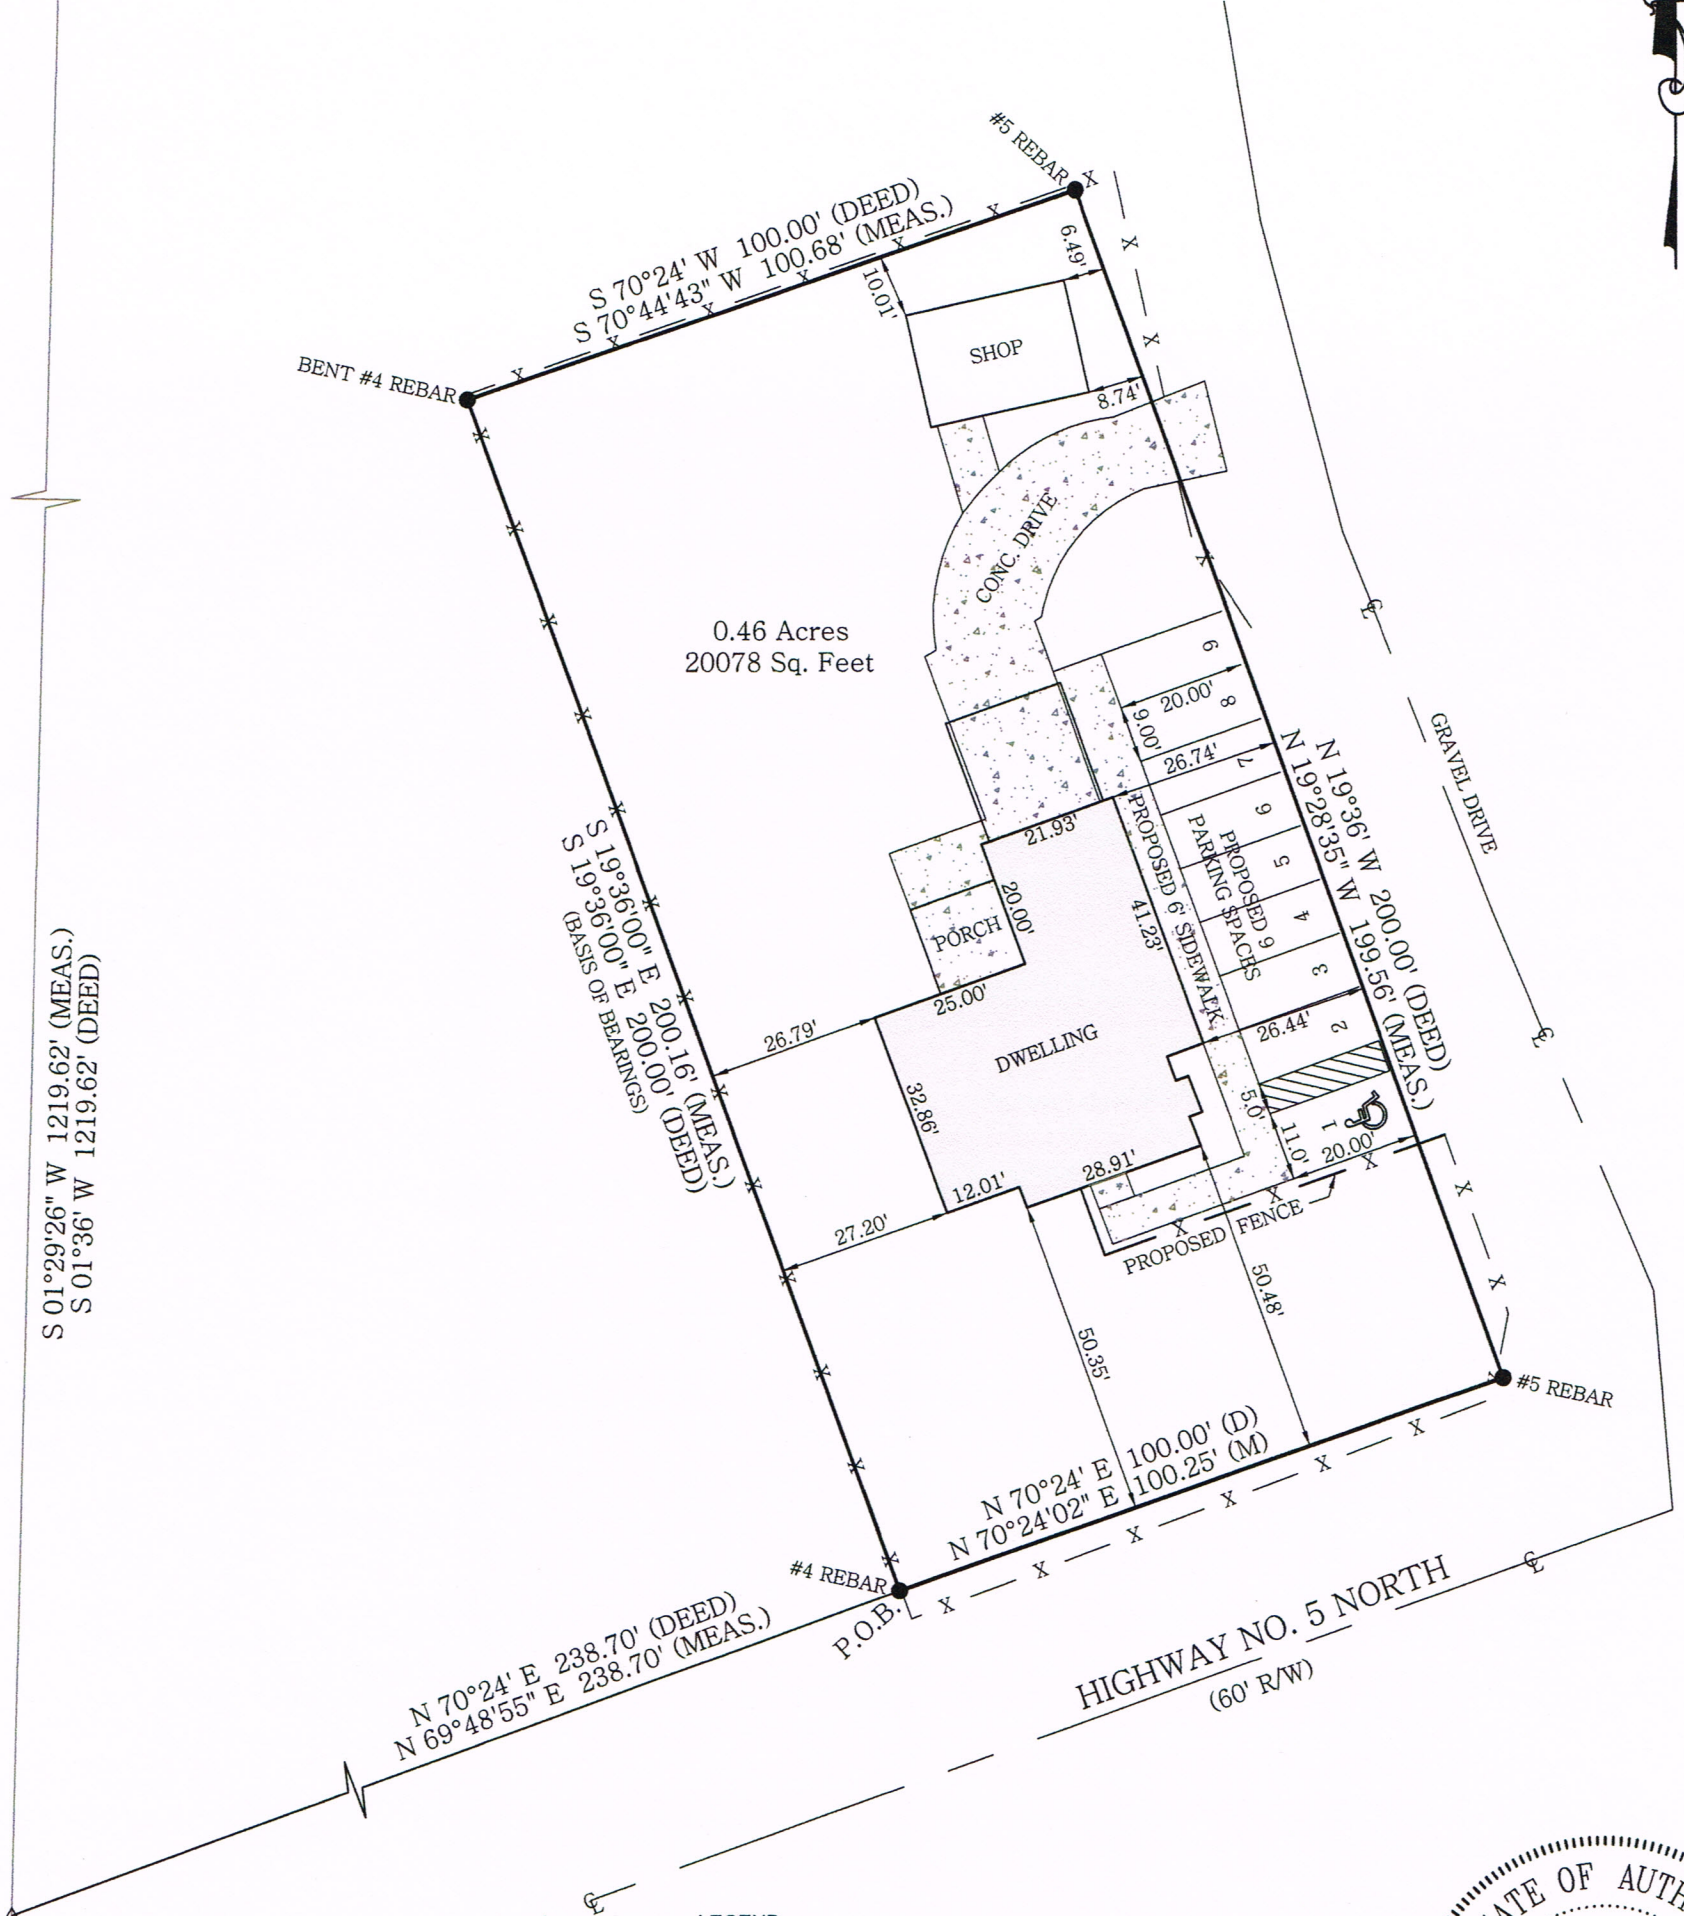 #5 REBAR
X
S 70°24' W 100.00' (DEED)
S 70°44'43" W 100.68' (MEAS.)
BENT #4 REBAR
10.01'
6.49'
SHOP
8.74'
CONC. DRIVE
0.46 Acres
20078 Sq. Feet
9
20.00'
8
9.00'
26.74'
7
6
5
4
3
2
1
PROPOSED 9
PARKING SPACES
PROPOSED 6' SIDEWALK
N 19°36' W 200.00' (DEED)
N 19°28'35" W 199.56' (MEAS.)
GRAVEL DRIVE
21.93'
20.00'
41.23'
PORCH
25.00'
26.79'
DWELLING
26.44'
32.86'
5.0'
11.0'
20.00'
28.91'
12.01'
27.20'
PROPOSED FENCE
50.48'
50.35'
S 19°36'00" E 200.16' (MEAS.)
S 19°36'00" E 200.00' (DEED)
(BASIS OF BEARINGS)
S 01°29'26" W 1219.62' (MEAS.)
S 01°36' W 1219.62' (DEED)
#5 REBAR
N 70°24' E 100.00' (D)
N 70°24'02" E 100.25' (M)
#4 REBAR
P.O.B.
N 70°24' E 238.70' (DEED)
N 69°48'55" E 238.70' (MEAS.)
HIGHWAY NO. 5 NORTH
(60' R/W)
ATE OF AUTH